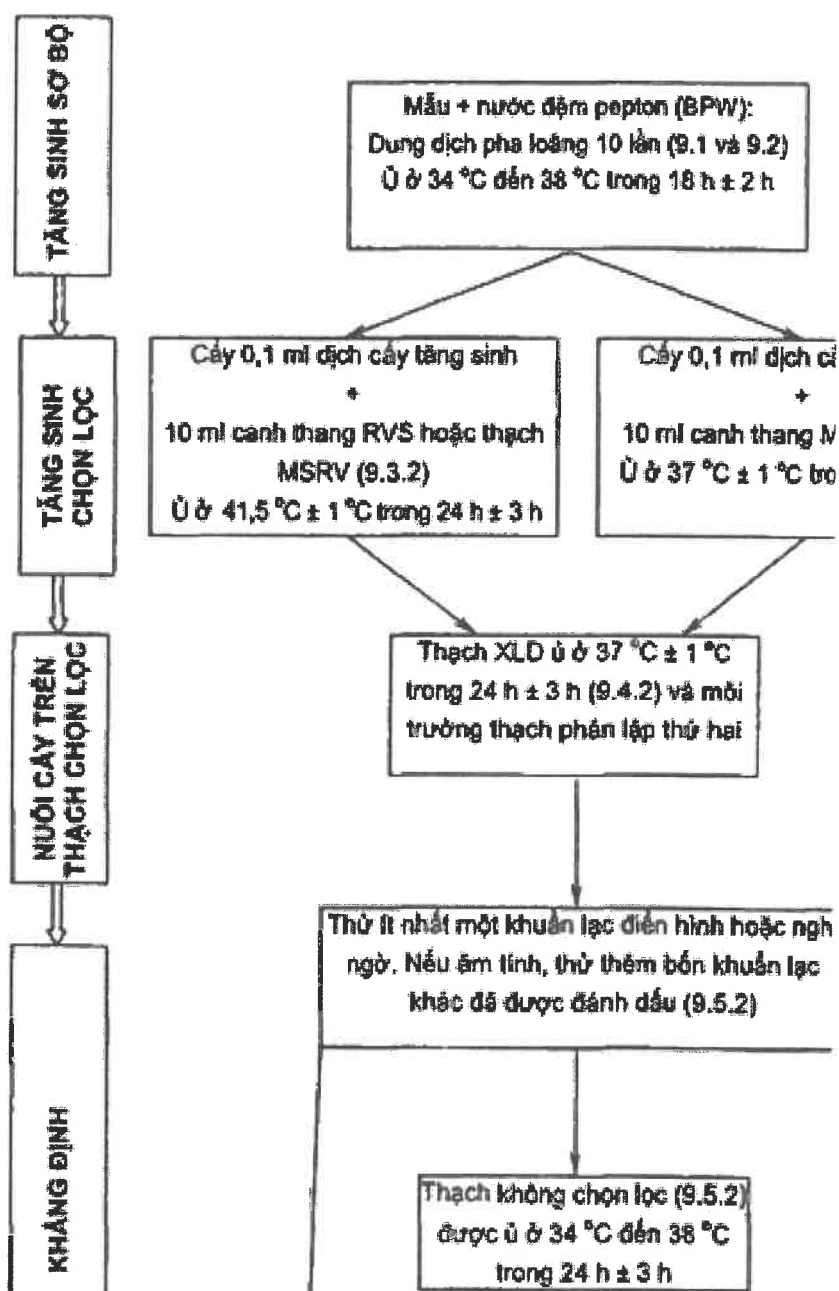 TĂNG SINH SƠ BỘ
Mẫu + nước đệm pepton (BPW):
Dung dịch pha loãng 10 lần (9.1 và 9.2)
Ủ ở 34 °C đến 38 °C trong 18 h ± 2 h
TĂNG SINH
CHỌN LỌC
Cấy 0,1 ml dịch cấy tăng sinh
+
10 ml canh thang RVS hoặc thạch
MSRV (9.3.2)
Ủ ở 41,5 °C ± 1 °C trong 24 h ± 3 h
Cấy 0,1 ml dịch
+
10 ml canh thang
Ủ ở 37 °C ± 1 °C
NUÔI CẤY TRÊN
THẠCH CHỌN LỌC
Thạch XLD ủ ở 37 °C ± 1 °C
trong 24 h ± 3 h (9.4.2) và môi
trường thạch phân lập thứ hai
KHẲNG ĐỊNH
Thử ít nhất một khuẩn lạc điển hình hoặc ngh
ngờ. Nếu âm tính, thử thêm bốn khuẩn lạc
khác đã được đánh dấu (9.5.2)
Thạch không chọn lọc (9.5.2)
được ủ ở 34 °C đến 38 °C
trong 24 h ± 3 h